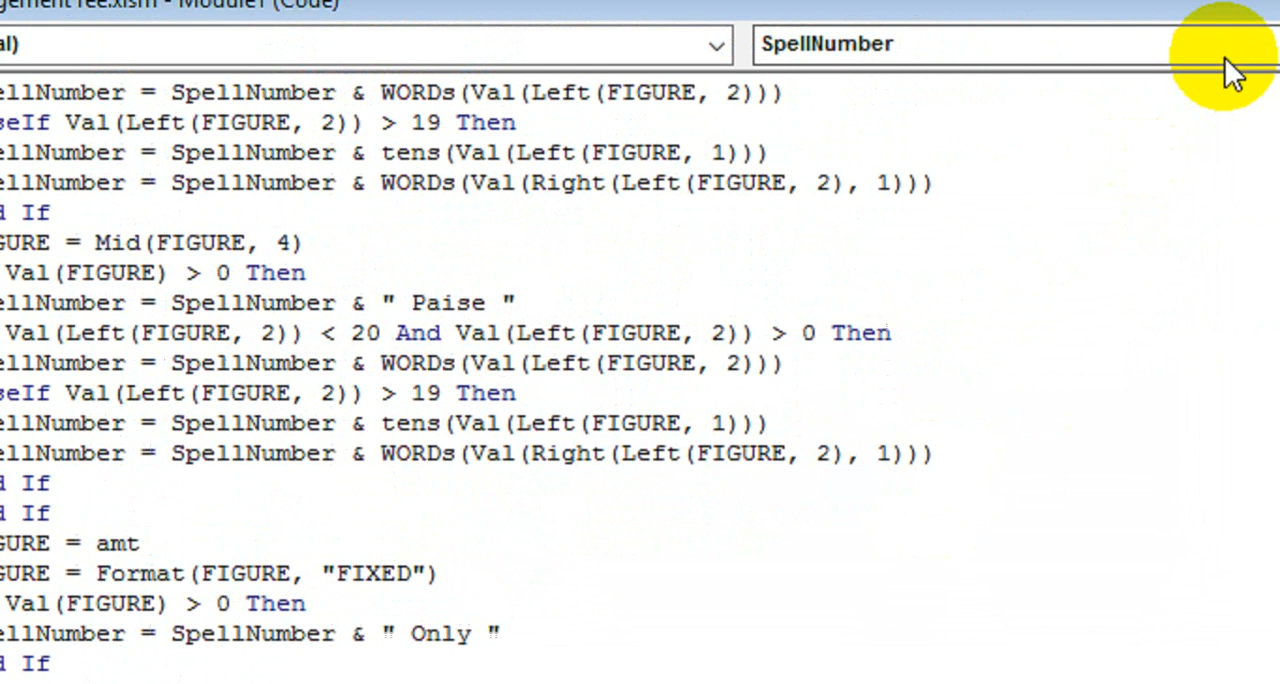 gement fee.xlsm - Module1 (Code)
al) SpellNumber
ellNumber = SpellNumber & WORDs(Val(Left(FIGURE, 2)))
seIf Val(Left(FIGURE, 2)) > 19 Then
ellNumber = SpellNumber & tens(Val(Left(FIGURE, 1)))
ellNumber = SpellNumber & WORDs(Val(Right(Left(FIGURE, 2), 1)))
d If
GURE = Mid(FIGURE, 4)
Val(FIGURE) > 0 Then
ellNumber = SpellNumber & " Paise "
Val(Left(FIGURE, 2)) < 20 And Val(Left(FIGURE, 2)) > 0 Then
ellNumber = SpellNumber & WORDs(Val(Left(FIGURE, 2)))
seIf Val(Left(FIGURE, 2)) > 19 Then
ellNumber = SpellNumber & tens(Val(Left(FIGURE, 1)))
ellNumber = SpellNumber & WORDs(Val(Right(Left(FIGURE, 2), 1)))
d If
d If
GURE = amt
GURE = Format(FIGURE, "FIXED")
Val(FIGURE) > 0 Then
ellNumber = SpellNumber & " Only "
d If